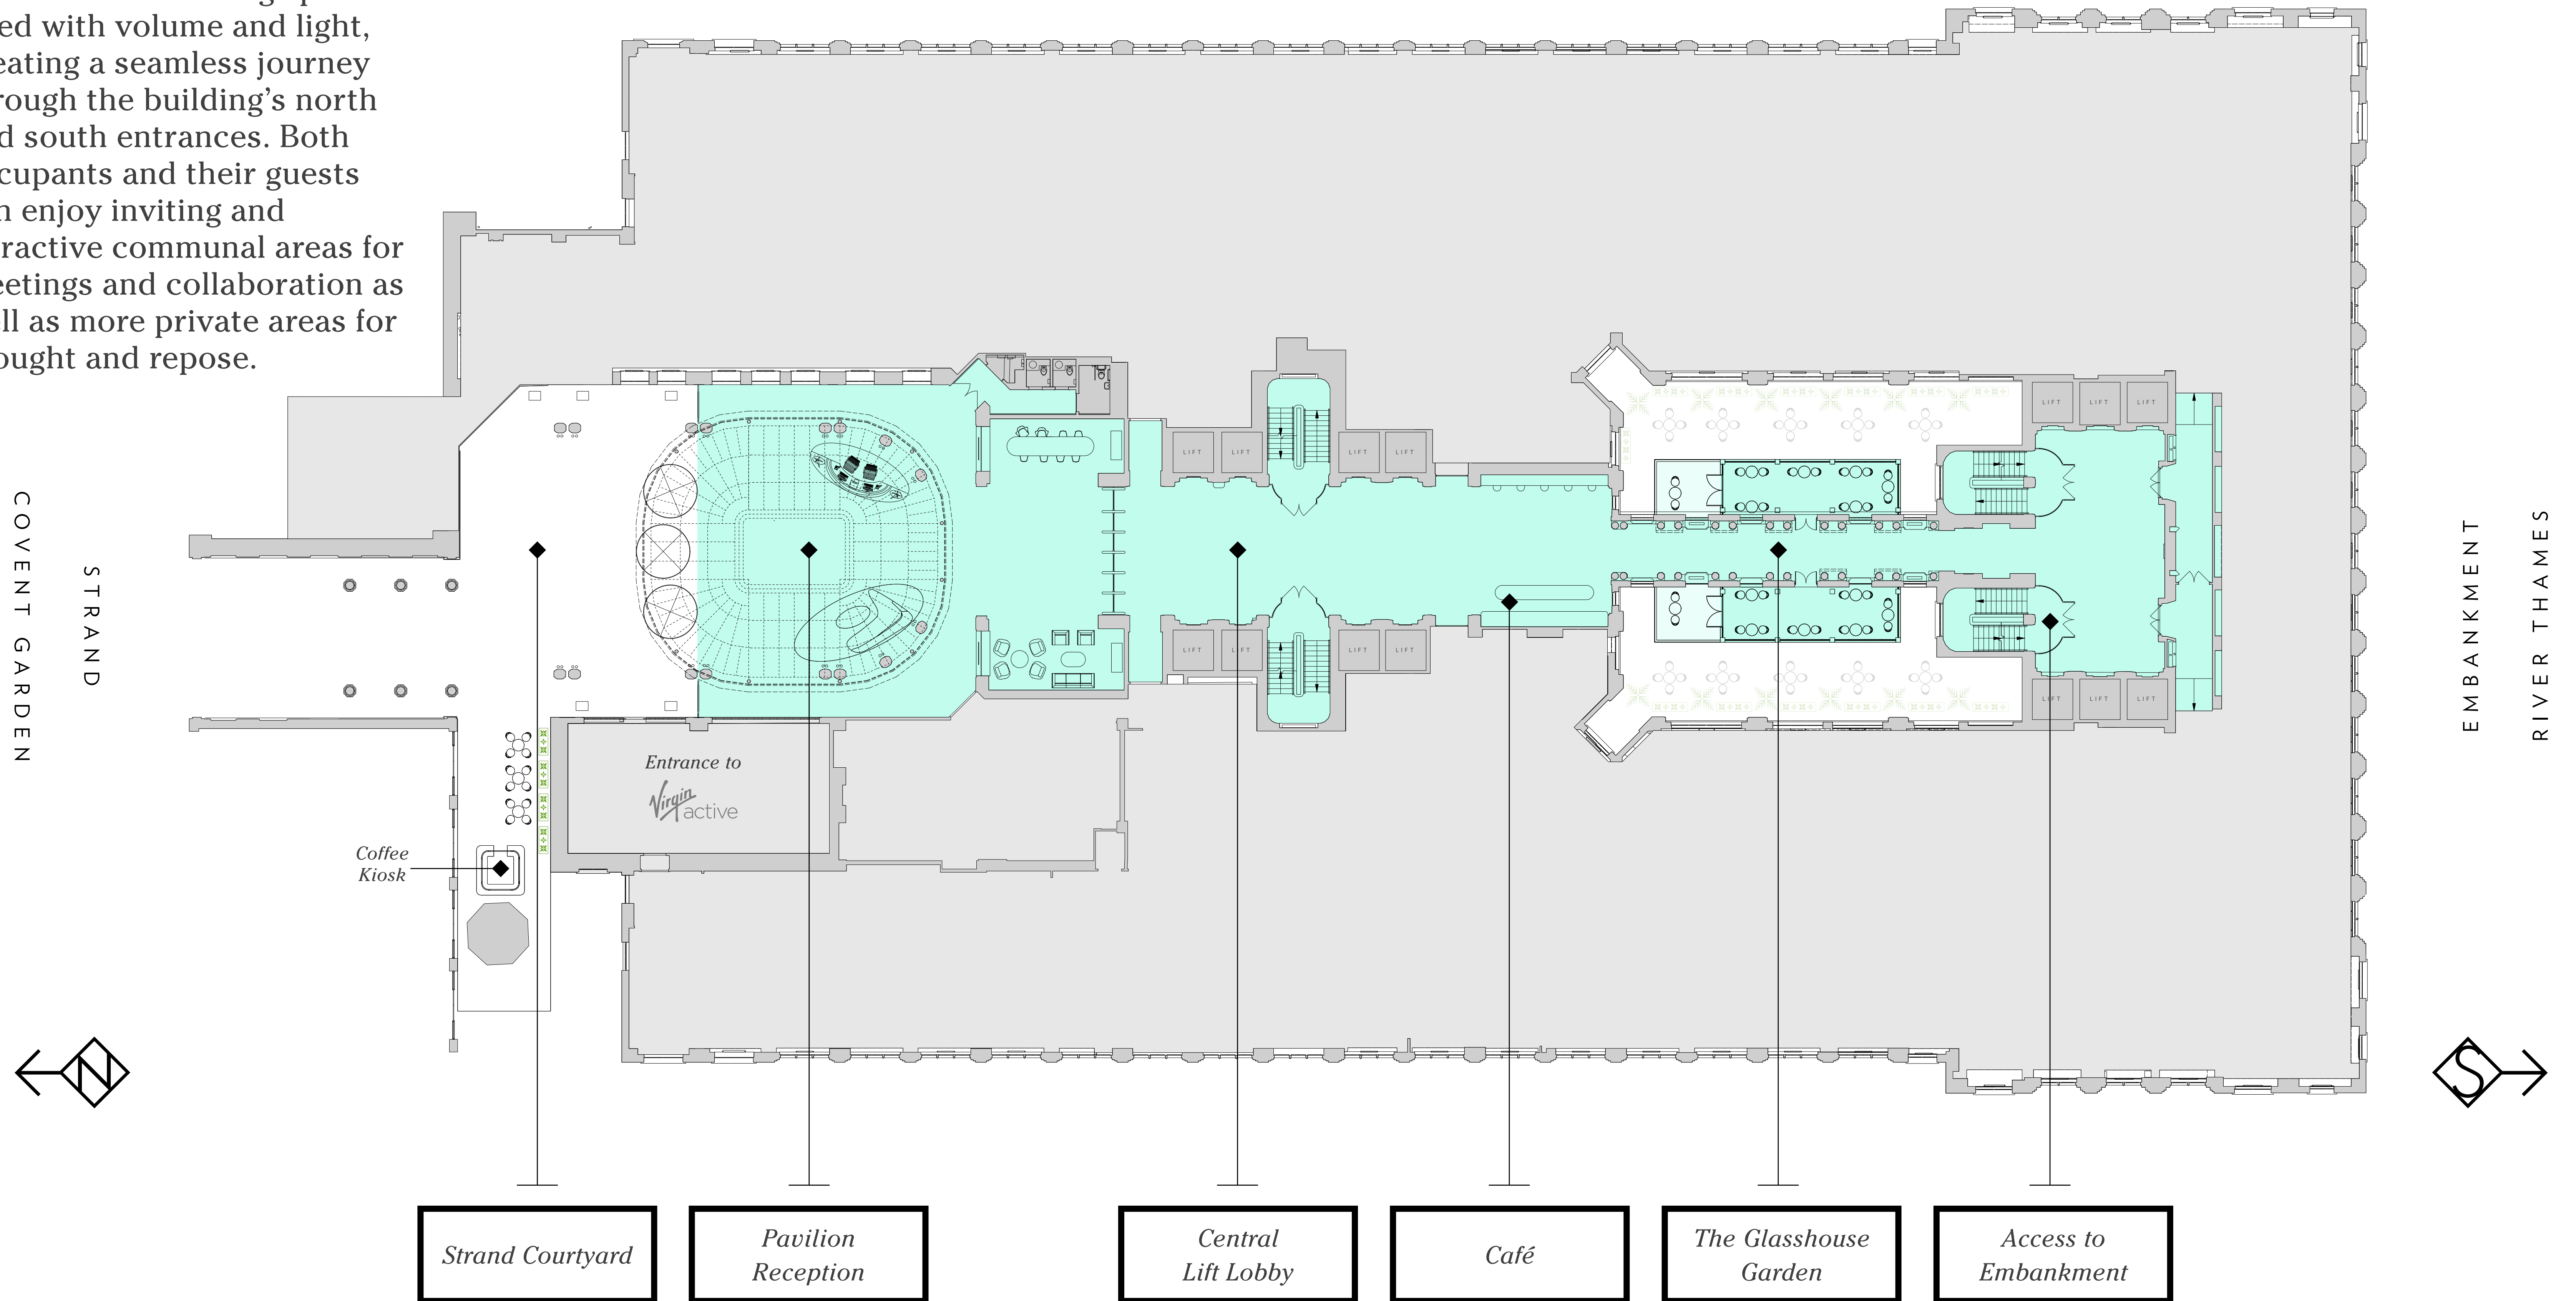 ed with volume and light,
eating a seamless journey
rough the building's north
d south entrances. Both
cupants and their guests
n enjoy inviting and
ractive communal areas for
eetings and collaboration as
ll as more private areas for
ought and repose.
COVENT GARDEN
STRAND
LIFT LIFT LIFT
LIFT LIFT LIFT LIFT
EMBANKMENT
RIVER THAMES
LIFT LIFT LIFT LIFT
LIFT LIFT LIFT
Entrance to
Virgin
active
Coffee
Kiosk
N
S
Strand Courtyard
Pavilion
Reception
Central
Lift Lobby
Café
The Glasshouse
Garden
Access to
Embankment